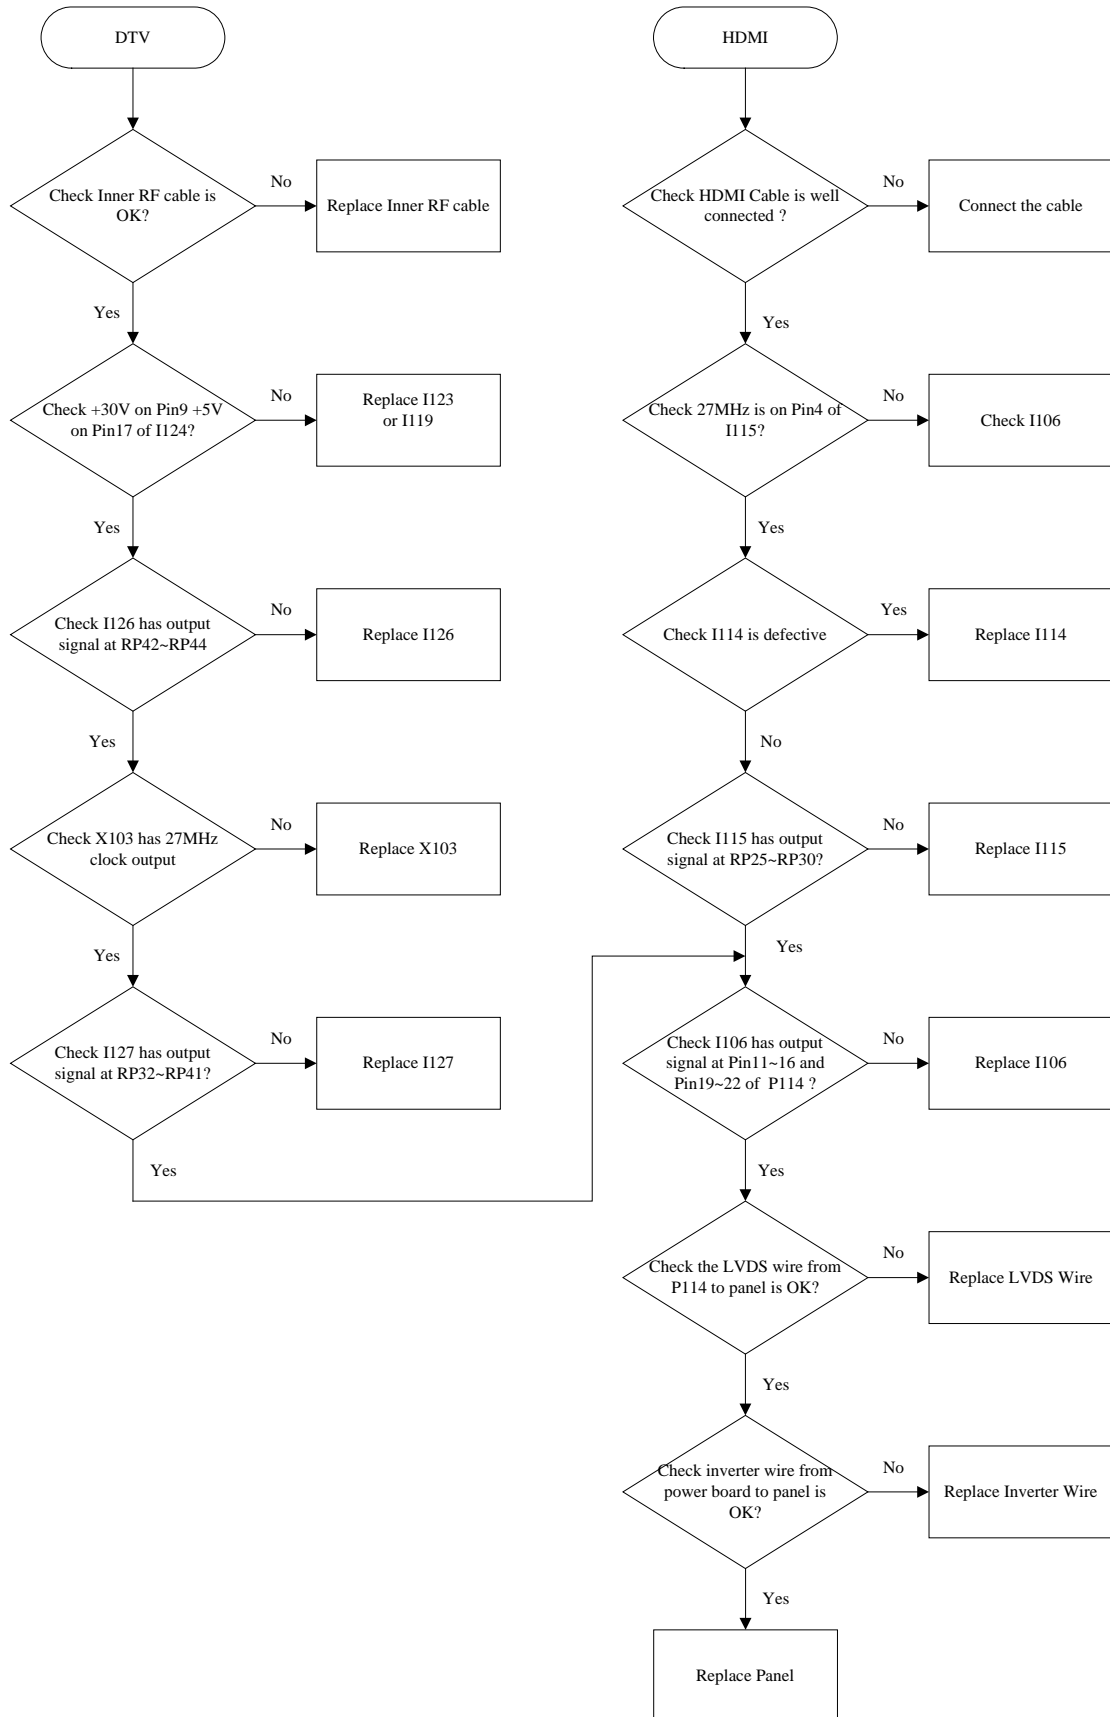 DTV
Check Inner RF cable is
OK?
No
Replace Inner RF cable
Yes
Check +30V on Pin9 +5V
on Pin17 of I124?
No
Replace I123
or I119
Yes
Check I126 has output
signal at RP42~RP44
No
Replace I126
Yes
Check X103 has 27MHz
clock output
No
Replace X103
Yes
Check I127 has output
signal at RP32~RP41?
No
Replace I127
Yes
HDMI
Check HDMI Cable is well
connected ?
No
Connect the cable
Yes
Check 27MHz is on Pin4 of
I115?
No
Check I106
Yes
Check I114 is defective
Yes
Replace I114
No
Check I115 has output
signal at RP25~RP30?
No
Replace I115
Yes
Check I106 has output
signal at Pin11~16 and
Pin19~22 of P114 ?
No
Replace I106
Yes
Check the LVDS wire from
P114 to panel is OK?
No
Replace LVDS Wire
Yes
Check inverter wire from
power board to panel is
OK?
No
Replace Inverter Wire
Yes
Replace Panel